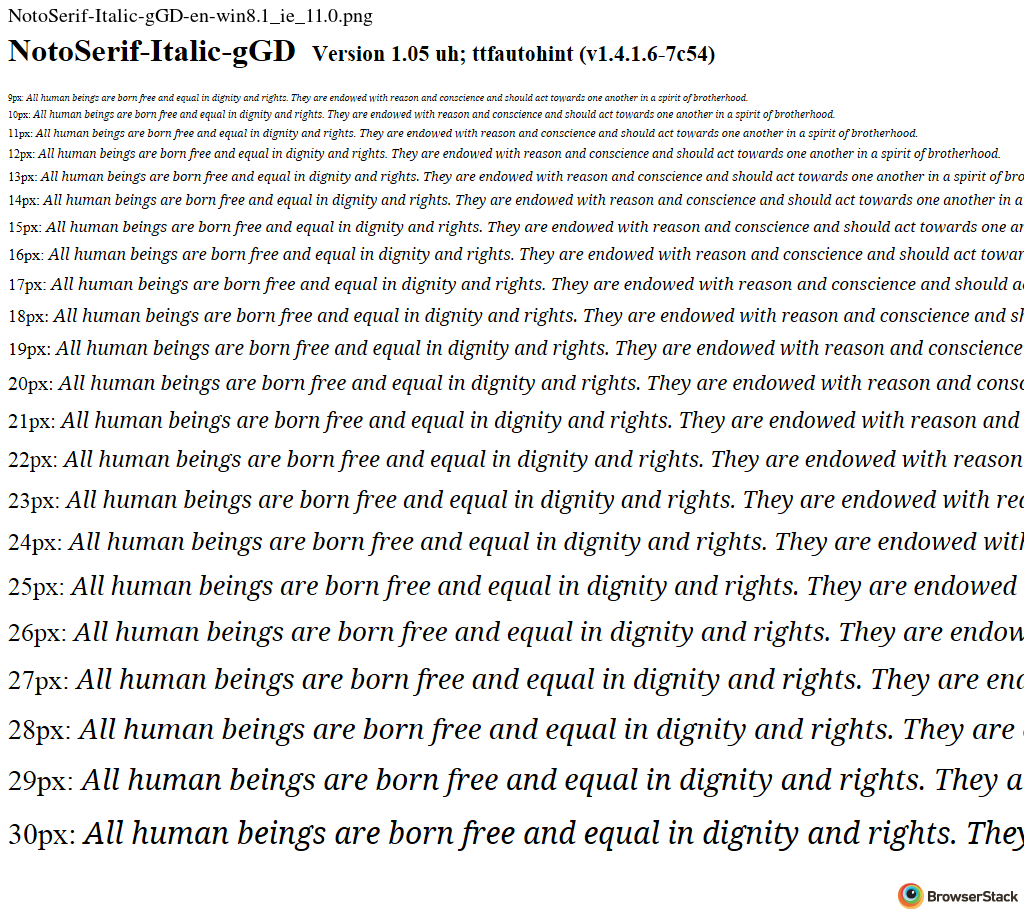 NotoSerif-Italic-gGD-en-win8.1_ie_11.0.png
NotoSerif-Italic-gGD Version 1.05 uh; ttfautohint (v1.4.1.6-7c54)
9px: All human beings are born free and equal in dignity and rights. They are endowed with reason and conscience and should act towards one another in a spirit of brotherhood.
10px: All human beings are born free and equal in dignity and rights. They are endowed with reason and conscience and should act towards one another in a spirit of brotherhood.
11px: All human beings are born free and equal in dignity and rights. They are endowed with reason and conscience and should act towards one another in a spirit of brotherhood.
12px: All human beings are born free and equal in dignity and rights. They are endowed with reason and conscience and should act towards one another in a spirit of brotherhood.
13px: All human beings are born free and equal in dignity and rights. They are endowed with reason and conscience and should act towards one another in a spirit of bro
14px: All human beings are born free and equal in dignity and rights. They are endowed with reason and conscience and should act towards one another in a
15px: All human beings are born free and equal in dignity and rights. They are endowed with reason and conscience and should act towards one an
16px: All human beings are born free and equal in dignity and rights. They are endowed with reason and conscience and should act towar
17px: All human beings are born free and equal in dignity and rights. They are endowed with reason and conscience and should a
18px: All human beings are born free and equal in dignity and rights. They are endowed with reason and conscience and sh
19px: All human beings are born free and equal in dignity and rights. They are endowed with reason and conscience
20px: All human beings are born free and equal in dignity and rights. They are endowed with reason and consc
21px: All human beings are born free and equal in dignity and rights. They are endowed with reason and
22px: All human beings are born free and equal in dignity and rights. They are endowed with reason
23px: All human beings are born free and equal in dignity and rights. They are endowed with rea
24px: All human beings are born free and equal in dignity and rights. They are endowed with
25px: All human beings are born free and equal in dignity and rights. They are endowed
26px: All human beings are born free and equal in dignity and rights. They are endow
27px: All human beings are born free and equal in dignity and rights. They are end
28px: All human beings are born free and equal in dignity and rights. They are
29px: All human beings are born free and equal in dignity and rights. They a
30px: All human beings are born free and equal in dignity and rights. They
BrowserStack